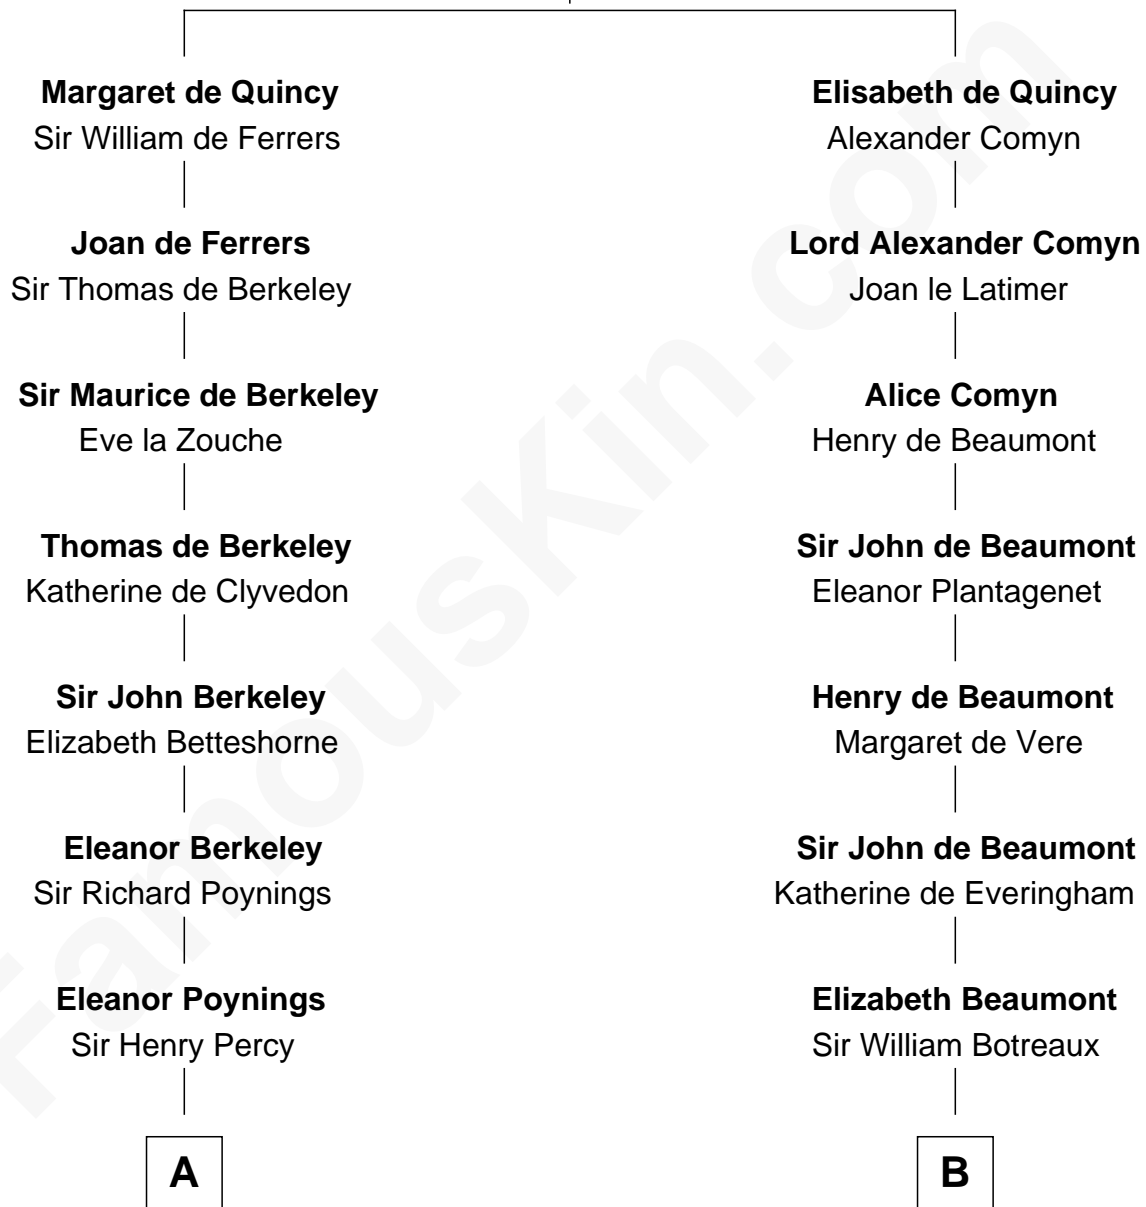 Margaret de Quincy
Sir William de Ferrers
Joan de Ferrers
Sir Thomas de Berkeley
Sir Maurice de Berkeley
Eve la Zouche
Thomas de Berkeley
Katherine de Clyvedon
Sir John Berkeley
Elizabeth Betteshorne
Eleanor Berkeley
Sir Richard Poynings
Eleanor Poynings
Sir Henry Percy
A
Elisabeth de Quincy
Alexander Comyn
Lord Alexander Comyn
Joan le Latimer
Alice Comyn
Henry de Beaumont
Sir John de Beaumont
Eleanor Plantagenet
Henry de Beaumont
Margaret de Vere
Sir John de Beaumont
Katherine de Everingham
Elizabeth Beaumont
Sir William Botreaux
B
FamousKin.com